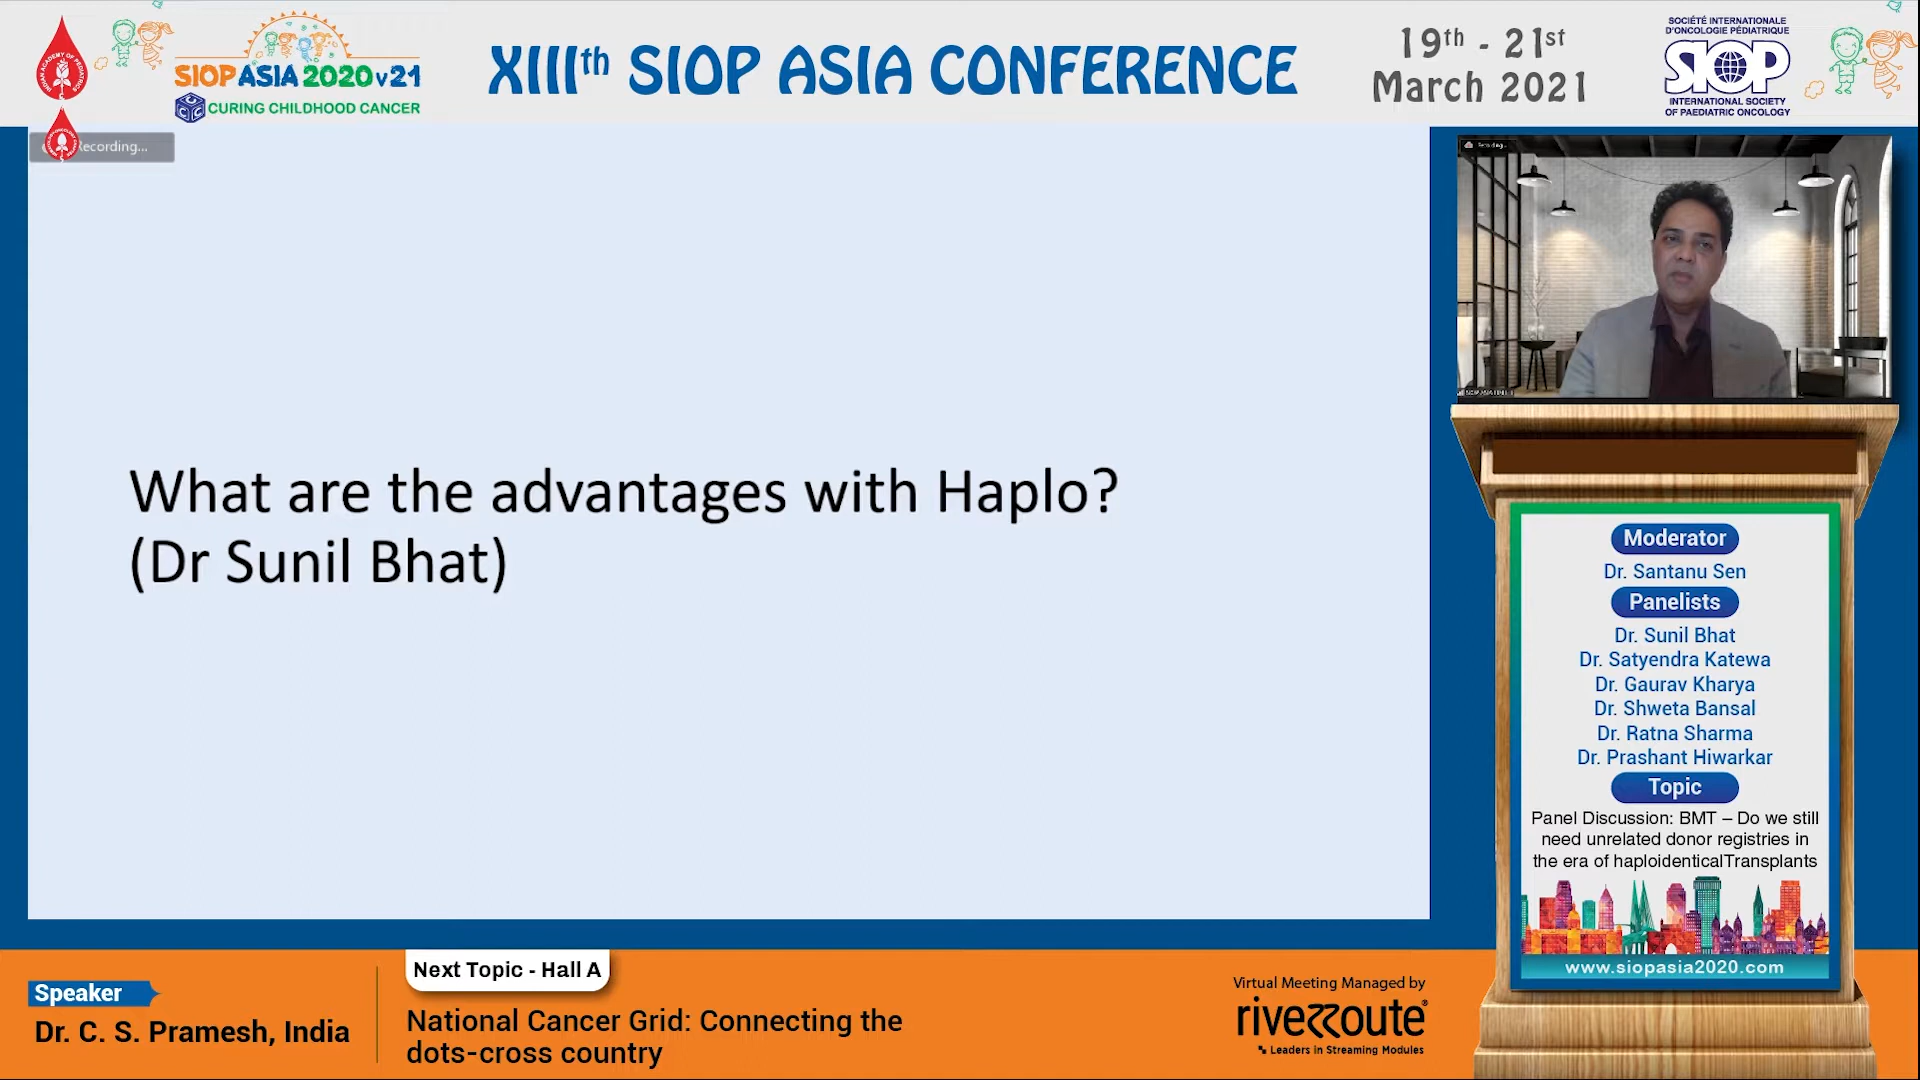 SIOP ASIA 2020 v21
CURING CHILDHOOD CANCER
XIIIth SIOP ASIA CONFERENCE
19th - 21st
March 2021
SOCIÉTÉ INTERNATIONALE
D'ONCOLOGIE PÉDIATRIQUE
SIOP
INTERNATIONAL SOCIETY
OF PAEDIATRIC ONCOLOGY
Recording...
Recording...
What are the advantages with Haplo?
(Dr Sunil Bhat)
Moderator
Dr. Santanu Sen
Panelists
Dr. Sunil Bhat
Dr. Satyendra Katewa
Dr. Gaurav Kharya
Dr. Shweta Bansal
Dr. Ratna Sharma
Dr. Prashant Hiwarkar
Topic
Panel Discussion: BMT – Do we still
need unrelated donor registries in
the era of haploidenticalTransplants
www.siopasia2020.com
Speaker
Dr. C. S. Pramesh, India
Next Topic - Hall A
National Cancer Grid: Connecting the
dots-cross country
Virtual Meeting Managed by
riverroute®
Leaders in Streaming Modules